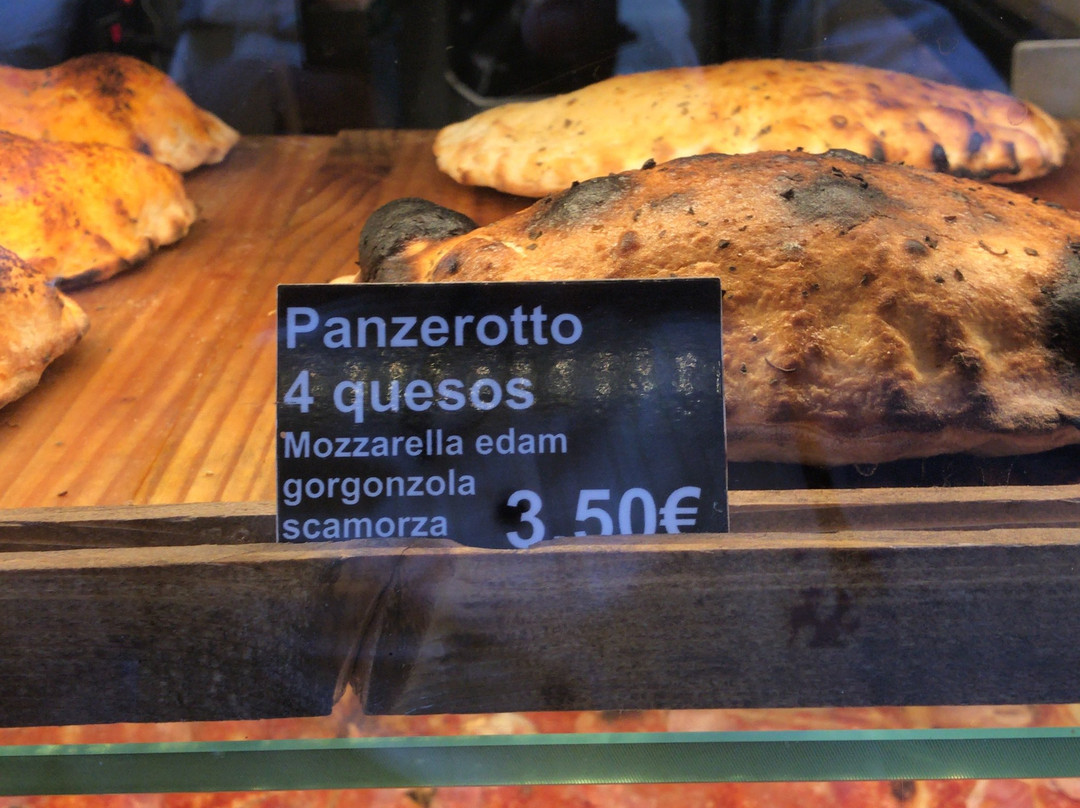 Panzerotto
4 quesos
Mozzarella edam
gorgonzola
scamorza 3,50€